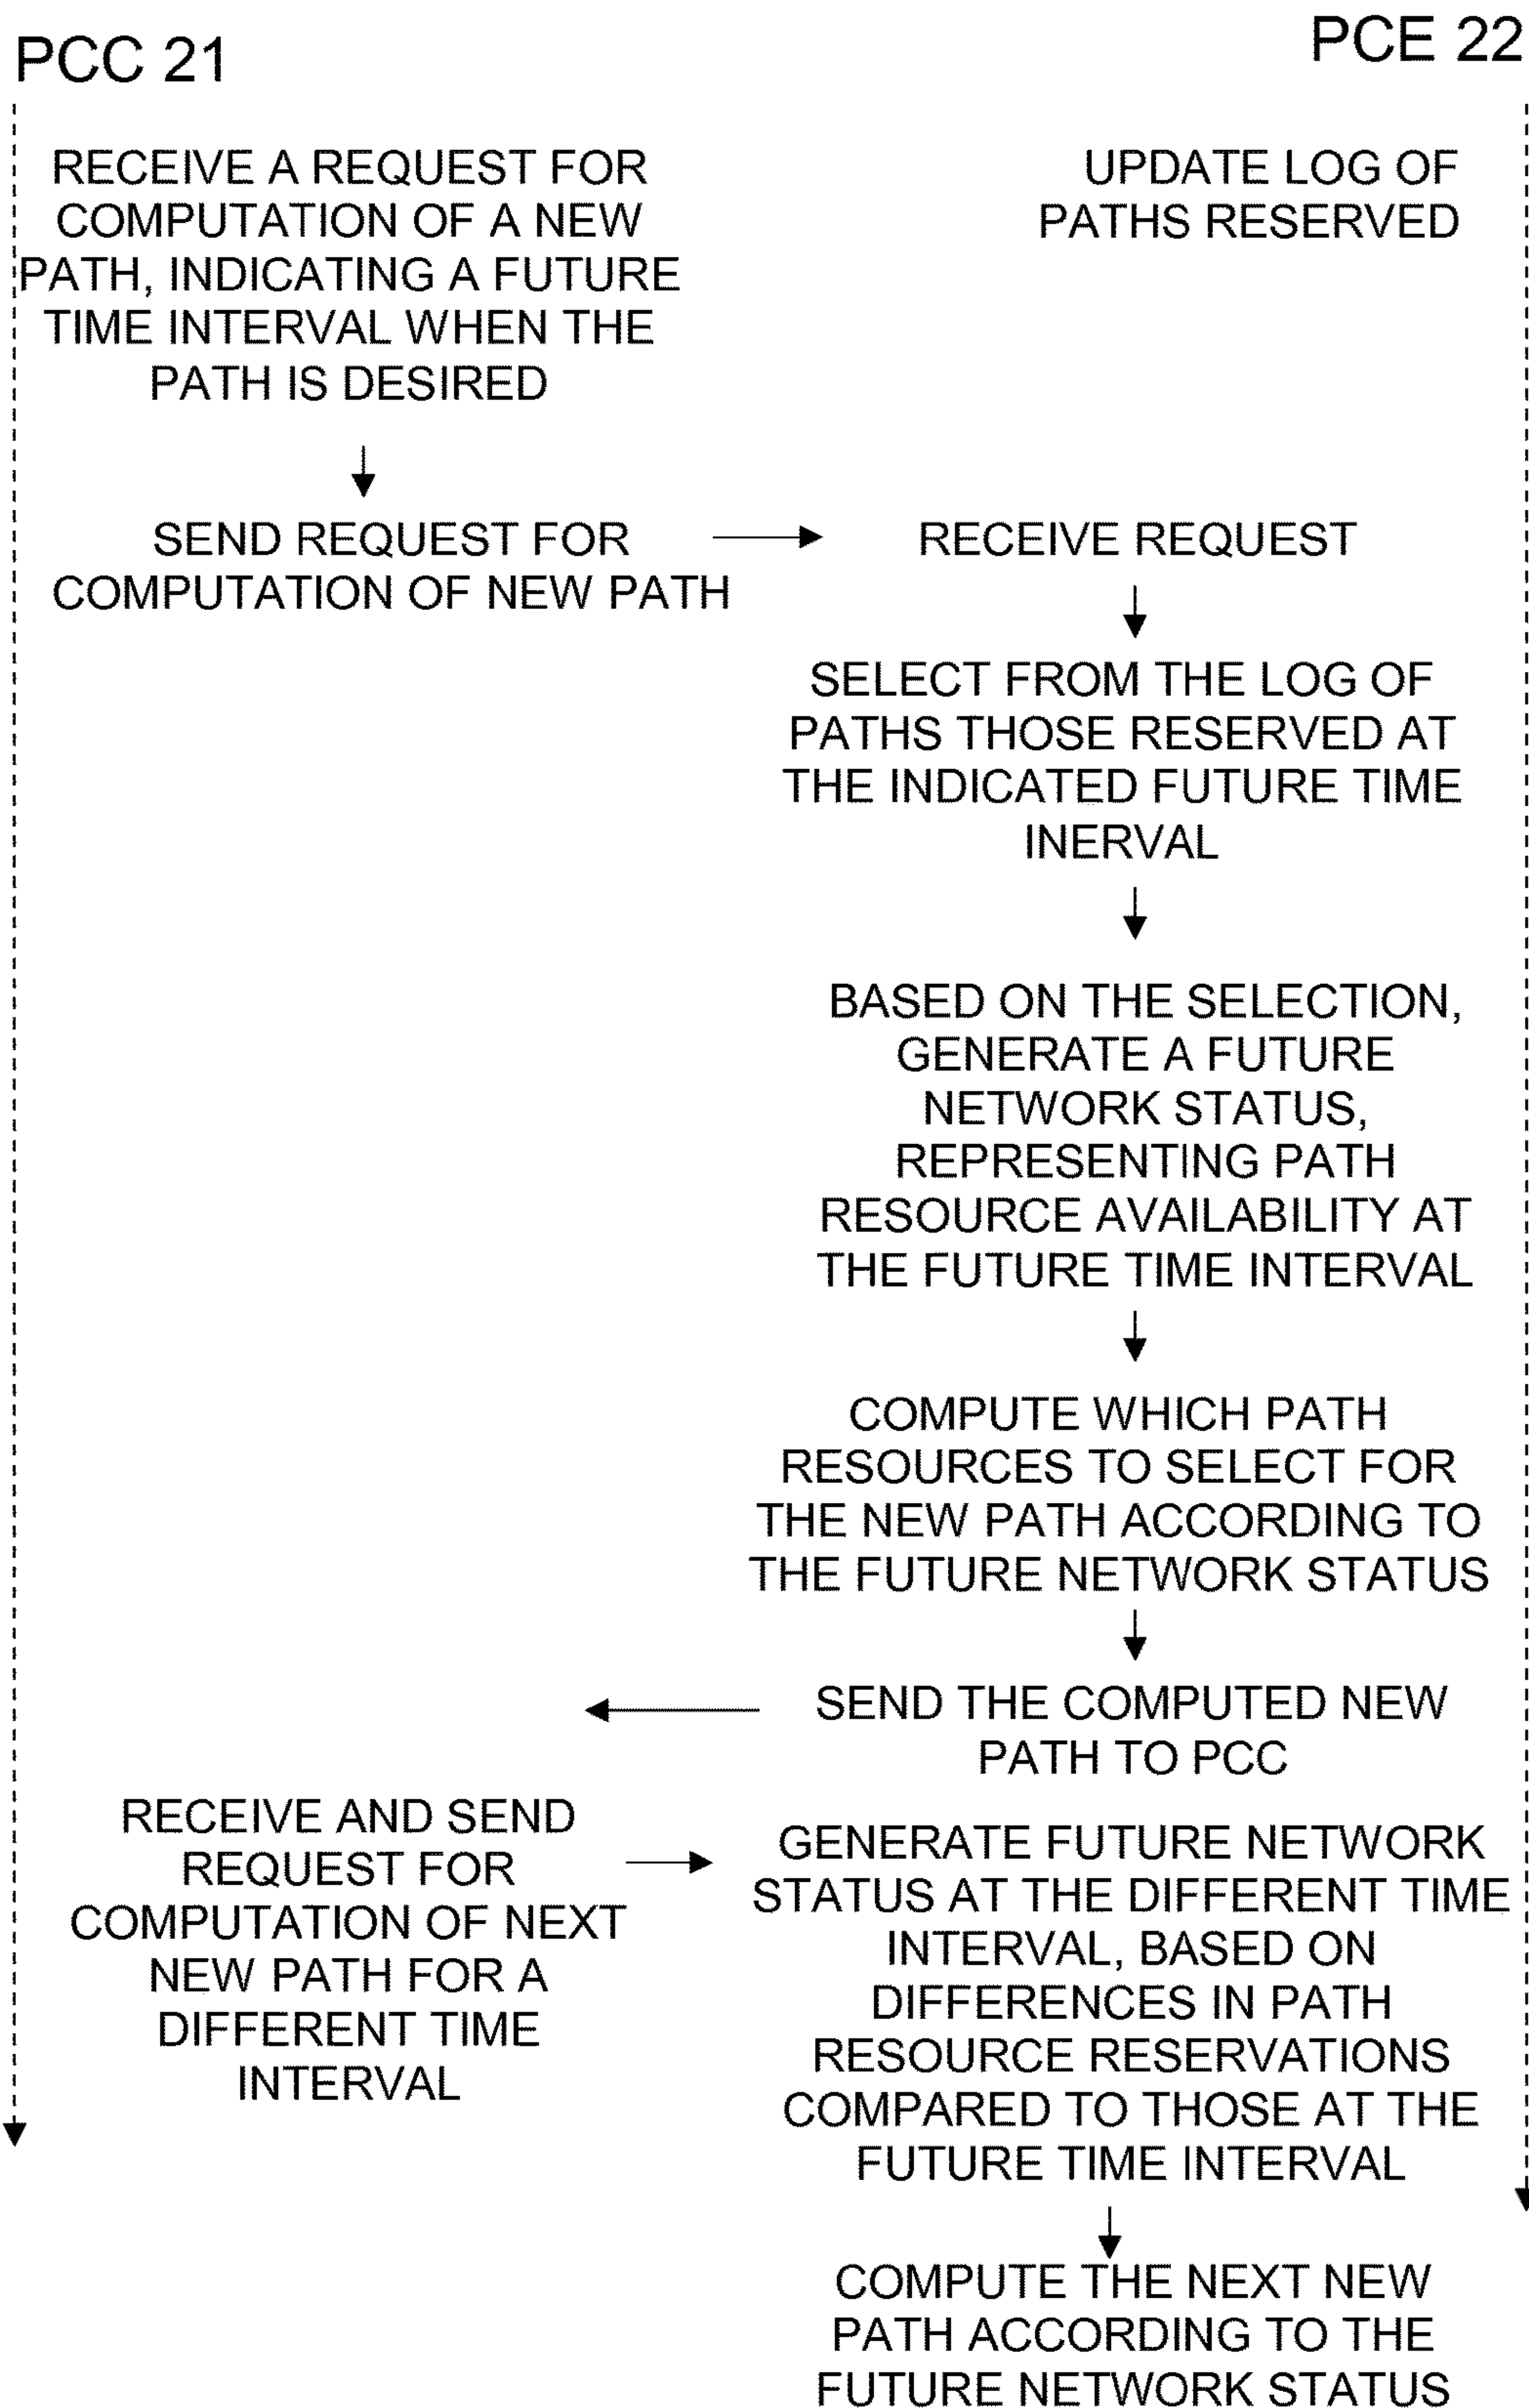 PCC 21
PCE 22
RECEIVE A REQUEST FOR
COMPUTATION OF A NEW
PATH, INDICATING A FUTURE
TIME INTERVAL WHEN THE
PATH IS DESIRED
UPDATE LOG OF
PATHS RESERVED
SEND REQUEST FOR
COMPUTATION OF NEW PATH
RECEIVE REQUEST
SELECT FROM THE LOG OF
PATHS THOSE RESERVED AT
THE INDICATED FUTURE TIME
INERVAL
BASED ON THE SELECTION,
GENERATE A FUTURE
NETWORK STATUS,
REPRESENTING PATH
RESOURCE AVAILABILITY AT
THE FUTURE TIME INTERVAL
COMPUTE WHICH PATH
RESOURCES TO SELECT FOR
THE NEW PATH ACCORDING TO
THE FUTURE NETWORK STATUS
SEND THE COMPUTED NEW
PATH TO PCC
RECEIVE AND SEND
REQUEST FOR
COMPUTATION OF NEXT
NEW PATH FOR A
DIFFERENT TIME
INTERVAL
GENERATE FUTURE NETWORK
STATUS AT THE DIFFERENT TIME
INTERVAL, BASED ON
DIFFERENCES IN PATH
RESOURCE RESERVATIONS
COMPARED TO THOSE AT THE
FUTURE TIME INTERVAL
COMPUTE THE NEXT NEW
PATH ACCORDING TO THE
FUTURE NETWORK STATUS